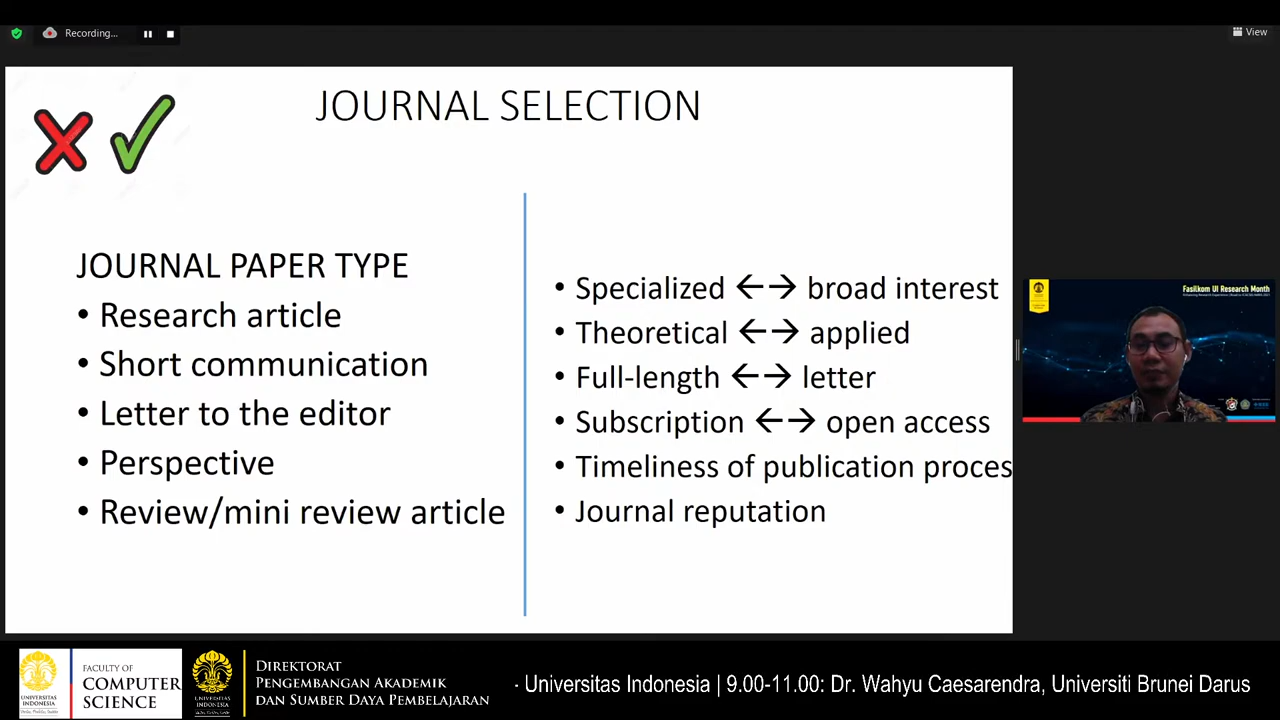 Recording...
View
JOURNAL SELECTION
JOURNAL PAPER TYPE
• Research article
• Short communication
• Letter to the editor
• Perspective
• Review/mini review article
• Specialized ←→ broad interest
• Theoretical ←→ applied
• Full-length ←→ letter
• Subscription ←→ open access
• Timeliness of publication proces
• Journal reputation
Fasilkom UI Research Month
FACULTY OF
COMPUTER
SCIENCE
UNIVERSITAS
INDONESIA
DIREKTORAT
PENGEMBANGAN AKADEMIK
DAN SUMBER DAYA PEMBELAJARAN
- Universitas Indonesia | 9.00-11.00: Dr. Wahyu Caesarendra, Universiti Brunei Darus